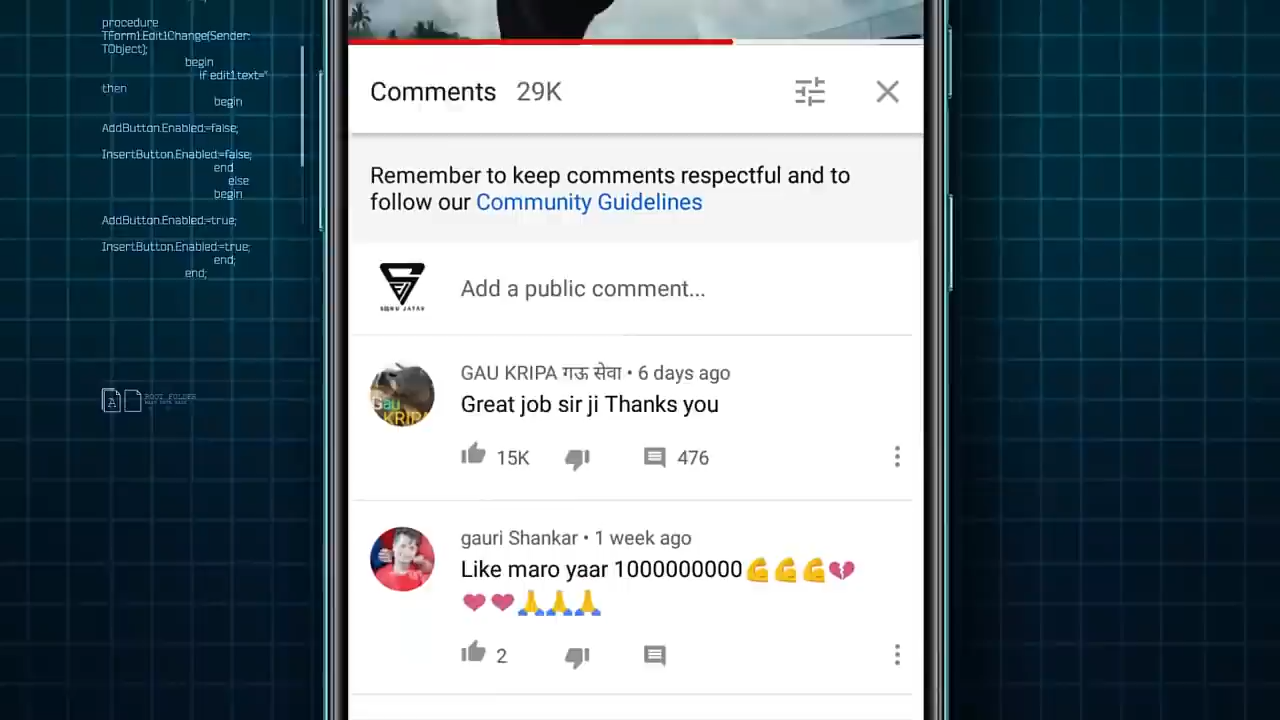 procedure
TForm1.Edit1Change(Sender:
TObject);
begin
if edit1.text=''
then
begin
AddButton.Enabled:=false;
InsertButton.Enabled:=false;
end
else
begin
AddButton.Enabled:=true;
InsertButton.Enabled:=true;
end;
end;
ROOT FOLDER
Comments 29K
Remember to keep comments respectful and to
follow our Community Guidelines
Add a public comment...
GAU KRIPA गऊ सेवा • 6 days ago
Great job sir ji Thanks you
15K 476
gauri Shankar • 1 week ago
Like maro yaar 1000000000💪💪💪💔
❤❤🙏🙏🙏
2